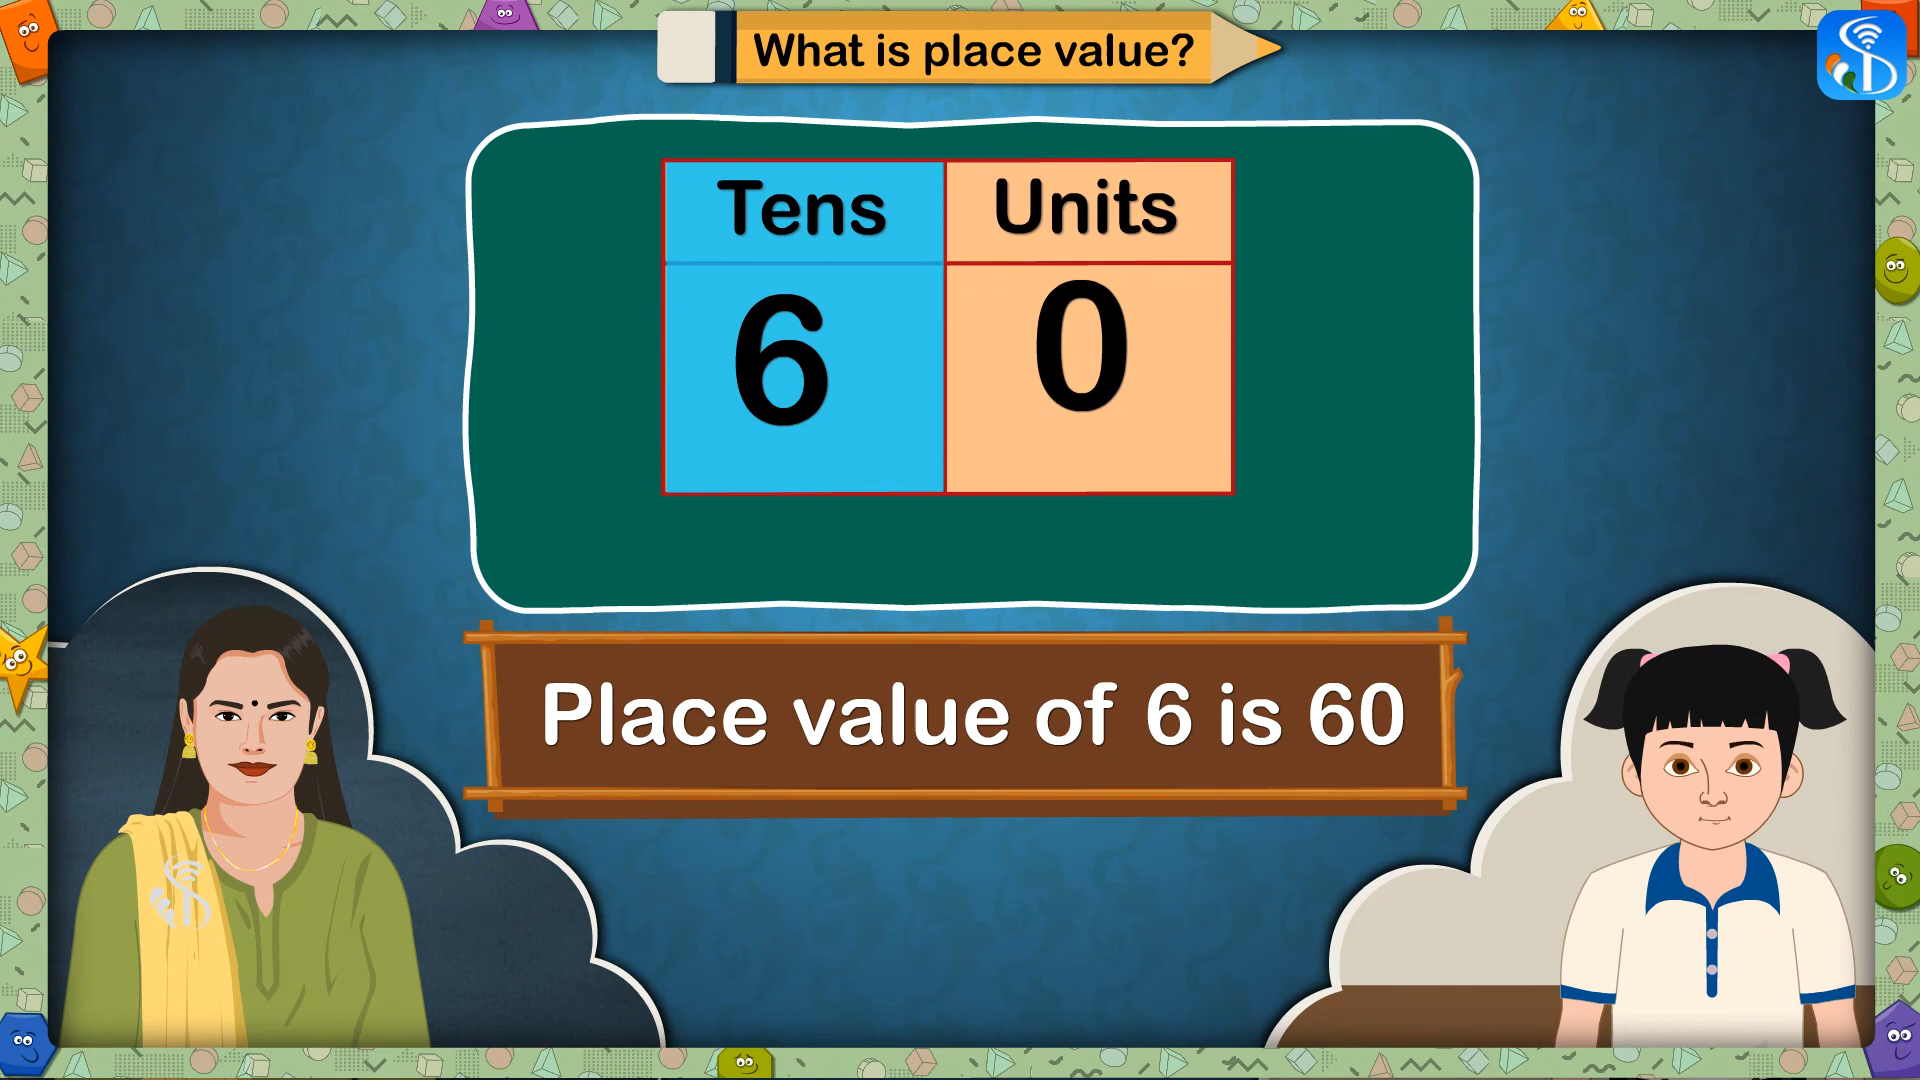 What is place value?
Tens Units
6 0
Place value of 6 is 60